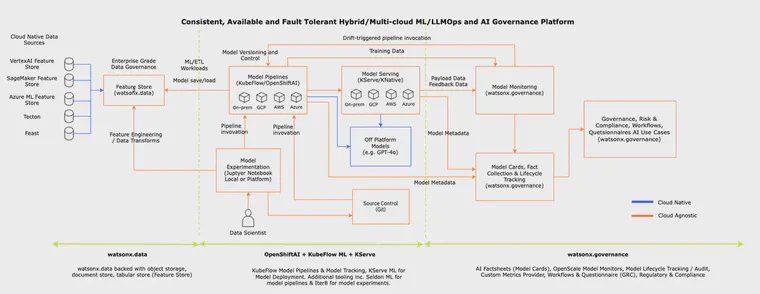 Consistent, Available and Fault Tolerant Hybrid/Multi-cloud ML/LLMOps and AI Governance Platform
Cloud Native Data
Sources
VertexAI Feature
Store
SageMaker Feature
Store
Azure ML Feature
Store
Tecton
Feast
Enterprise Grade
Data Governance
Feature Store
(watsonx.data)
ML/ETL
Workloads
Model save/load
Feature Engineering
/ Data Transforms
Model Versioning and
Control
Drift-triggered pipeline invocation
Training Data
Model Pipelines
(KubeFlow/OpenShiftAI)
On-prem
GCP
AWS
Azure
Model Serving
(KServe/KNative)
On-prem
GCP
AWS
Azure
Payload Data
Feedback Data
Model Monitoring
(watsonx.governance)
Pipeline
invovation
Pipeline
invovation
Off Platform
Models
(e.g. GPT-4o)
Model Metadata
Governance, Risk &
Compliance, Workflows,
Quetsionnaires AI Use Cases
(watsonx.governance)
Model
Experimentation
(Juptyer Notebook
Local or Platform)
Model Cards, Fact
Collection & Lifecycle
Tracking
(watsonx.governance)
Model Metadata
Source Control
(Git)
Data Scientist
Cloud Native
Cloud Agnostic
watsonx.data
watsonx.data backed with object storage,
document store, tabular store (Feature Store)
OpenShiftAI + KubeFlow ML + KServe
KubeFlow Model Pipelines & Model Tracking, KServe ML for
Model Deployment. Additional tooling inc. Seldon ML for
model pipelines & Iter8 for model experiments.
watsonx.governance
AI Factsheets (Model Cards), OpenScale Model Monitors, Model Lifecycle Tracking / Audit,
Custom Metrics Provider, Workflows & Questionnaire (GRC), Regulatory & Compliance